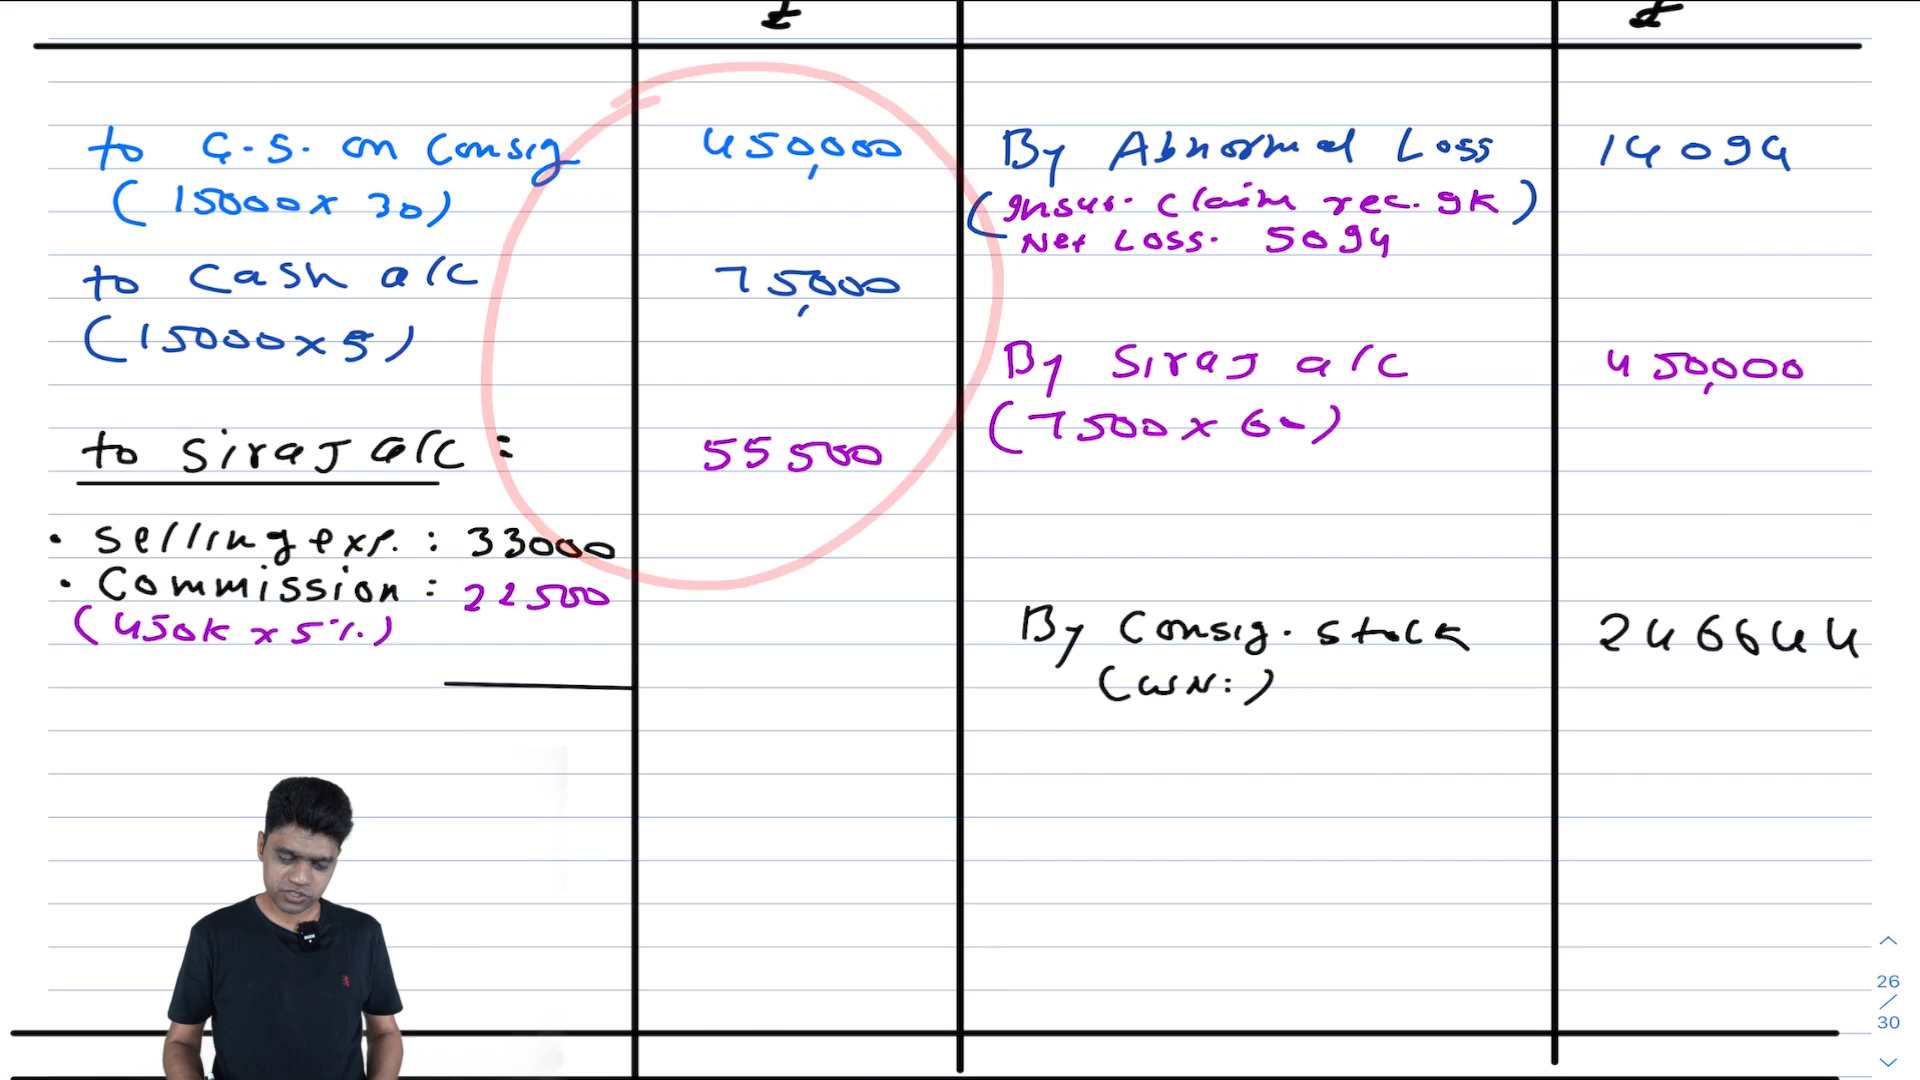 ₹
₹
to G.S. on Consig
450,000
(15000 x 30)
to Cash a/c
75,000
(15000 x 5)
to Siraj a/c :
55500
• Selling exp. : 33000
• Commission : 22500
(450K x 5%)
By Abnormal Loss
14094
(Insur. Claim rec. 9K)
Net Loss. 5094
By Siraj a/c
450,000
(7500 x 60)
By Consig. Stock
246644
(WN:)
26
/
30